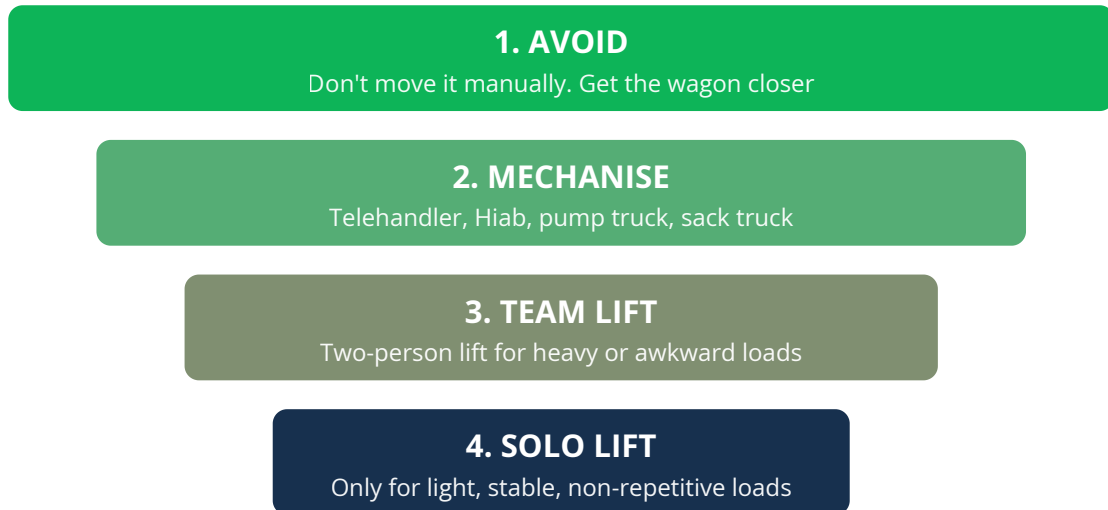 1. AVOID
Don't move it manually. Get the wagon closer
2. MECHANISE
Telehandler, Hiab, pump truck, sack truck
3. TEAM LIFT
Two-person lift for heavy or awkward loads
4. SOLO LIFT
Only for light, stable, non-repetitive loads